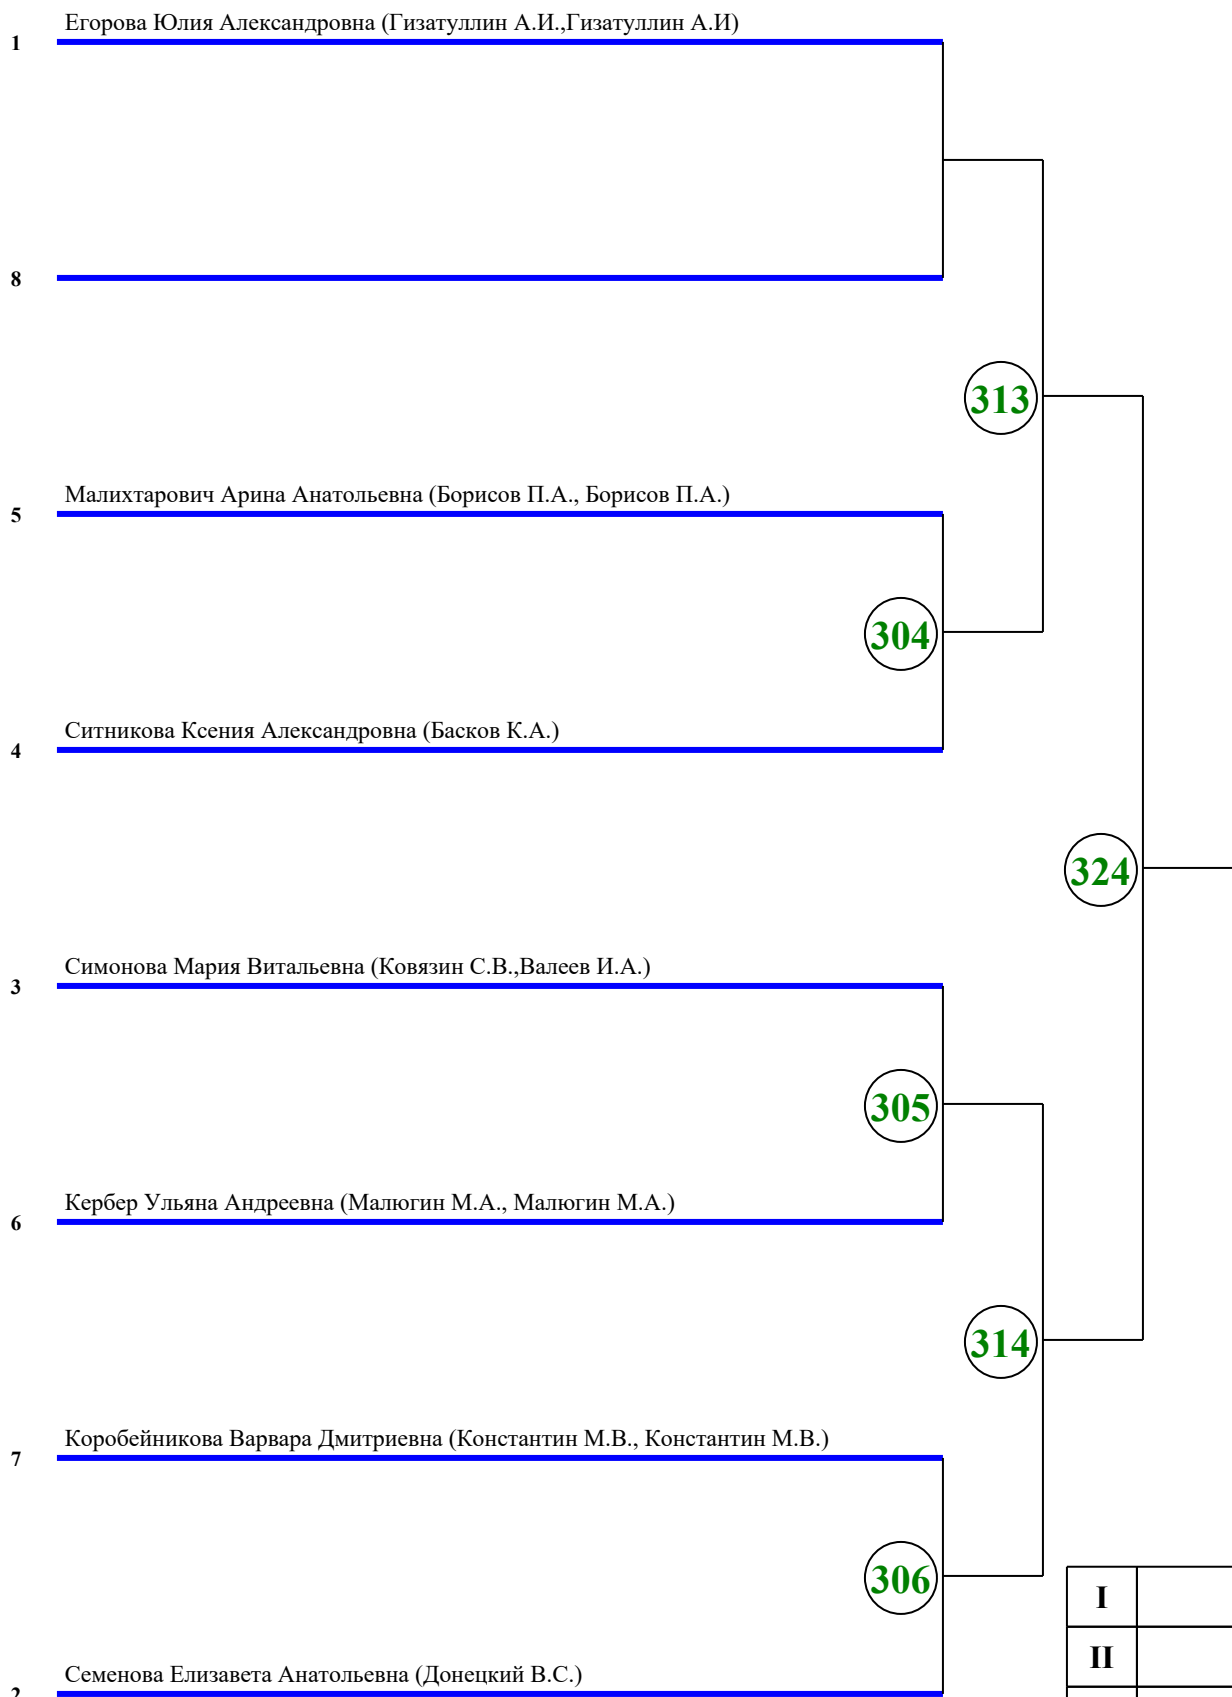 Егорова Юлия Александровна (Гизатуллин А.И.,Гизатуллин А.И)
1
8
313
Малихтарович Арина Анатольевна (Борисов П.А., Борисов П.А.)
5
304
Ситникова Ксения Александровна (Басков К.А.)
4
324
Симонова Мария Витальевна (Ковязин С.В.,Валеев И.А.)
3
305
Кербер Ульяна Андреевна (Малюгин М.А., Малюгин М.А.)
6
314
Коробейникова Варвара Дмитриевна (Константин М.В., Константин М.В.)
7
306
I
II
Семенова Елизавета Анатольевна (Донецкий В.С.)
2